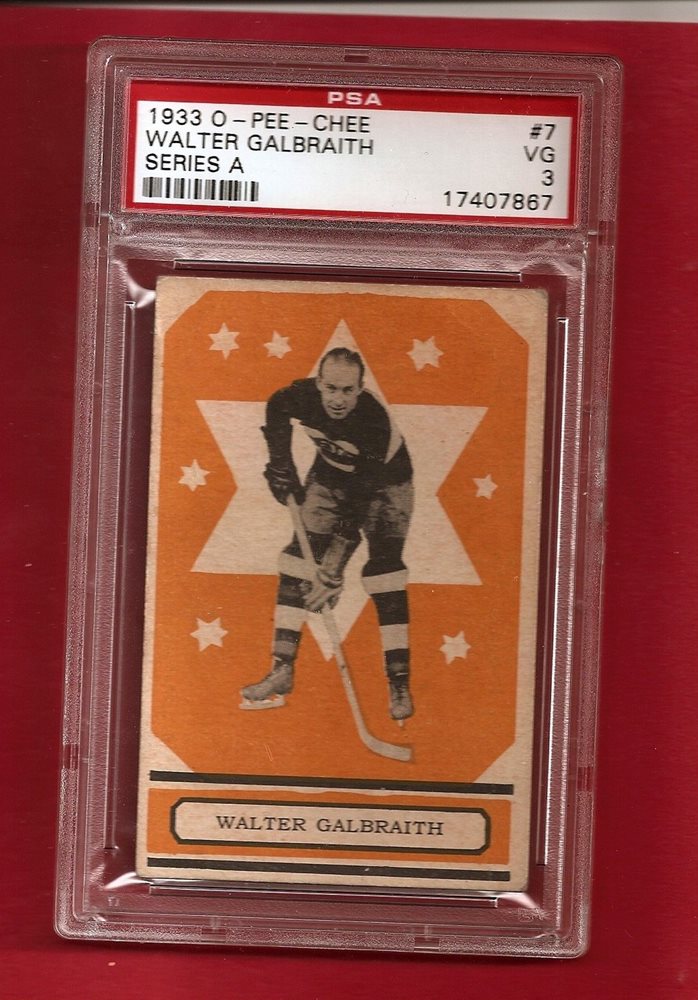 PSA
1933 O-PEE-CHEE #7
WALTER GALBRAITH VG
SERIES A 3
17407867
WALTER GALBRAITH